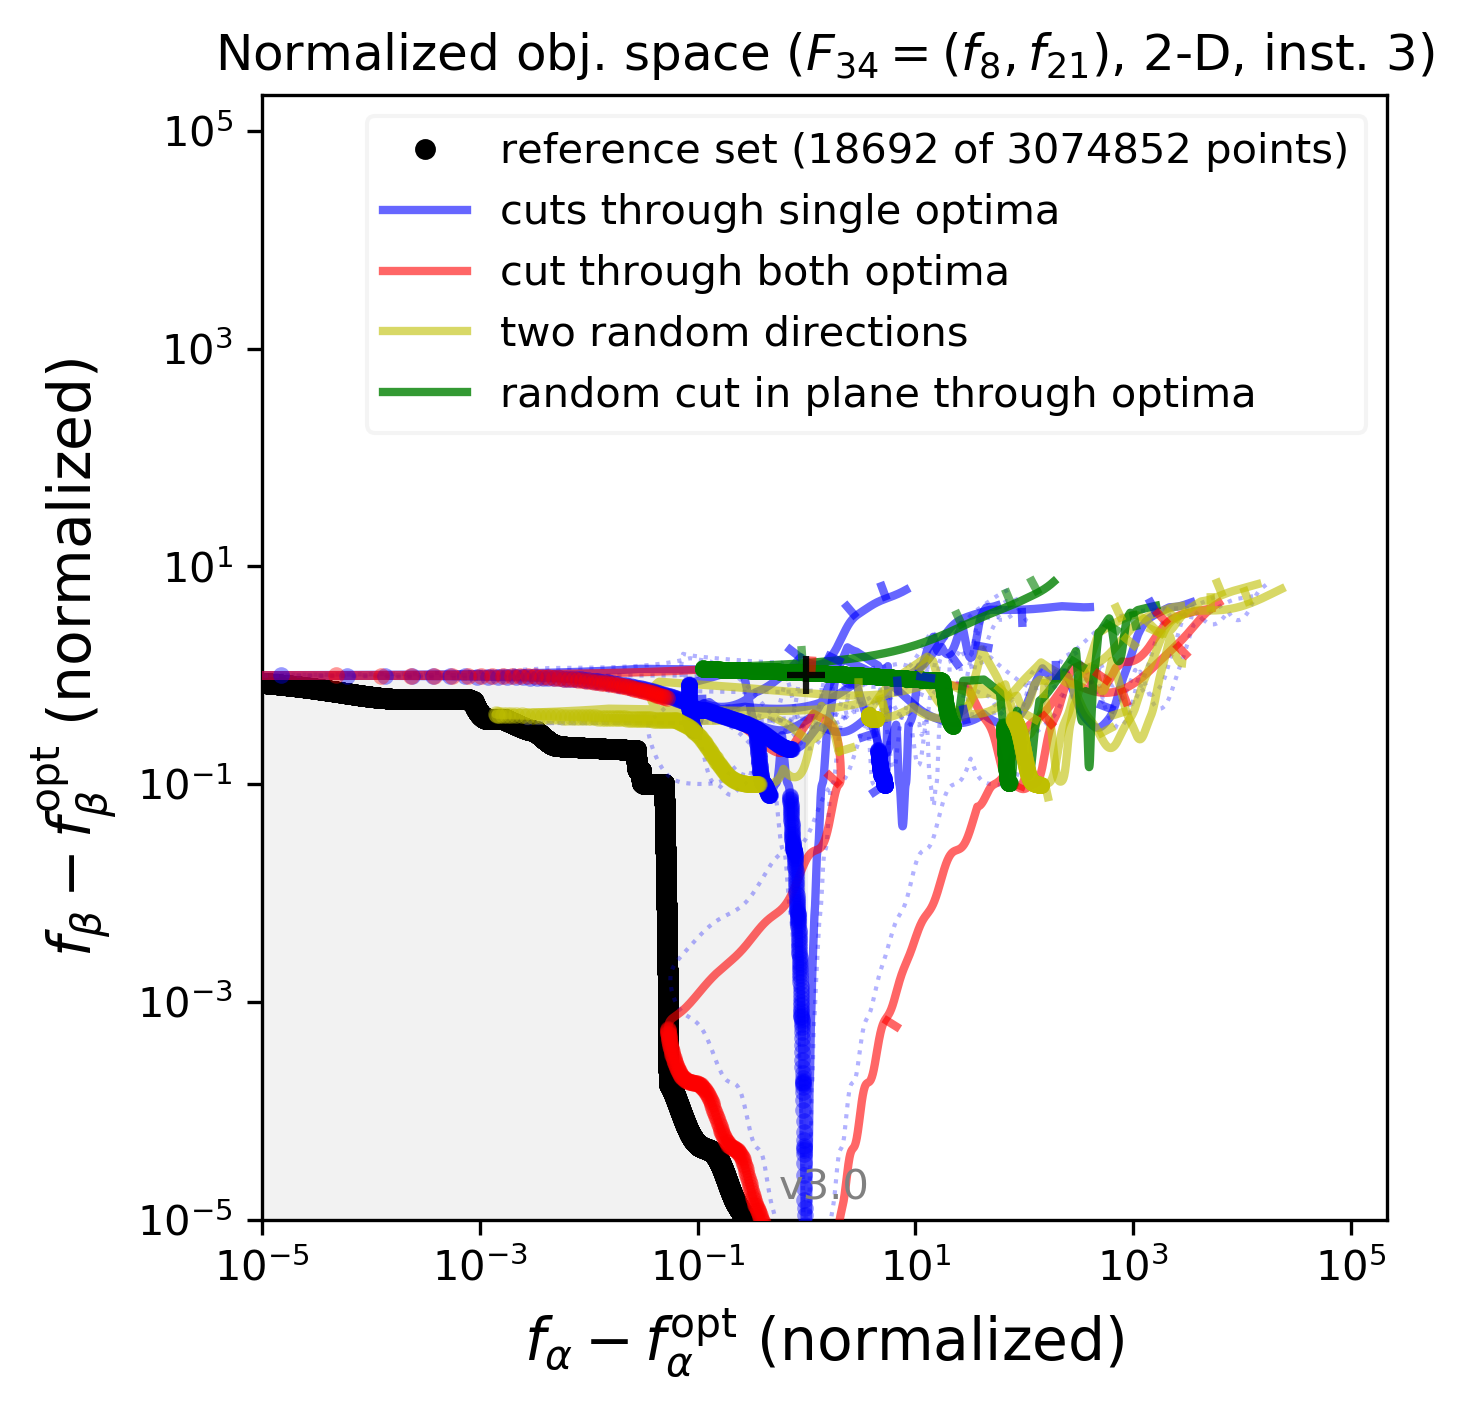 Normalized obj. space (F₃₄ = (f₈, f₂₁), 2-D, inst. 3)
reference set (18692 of 3074852 points)
cuts through single optima
cut through both optima
two random directions
random cut in plane through optima
10⁵
10³
10¹
10⁻¹
10⁻³
10⁻⁵
f_β − f_β^opt (normalized)
v3.0
10⁻⁵ 10⁻³ 10⁻¹ 10¹ 10³ 10⁵
f_α − f_α^opt (normalized)